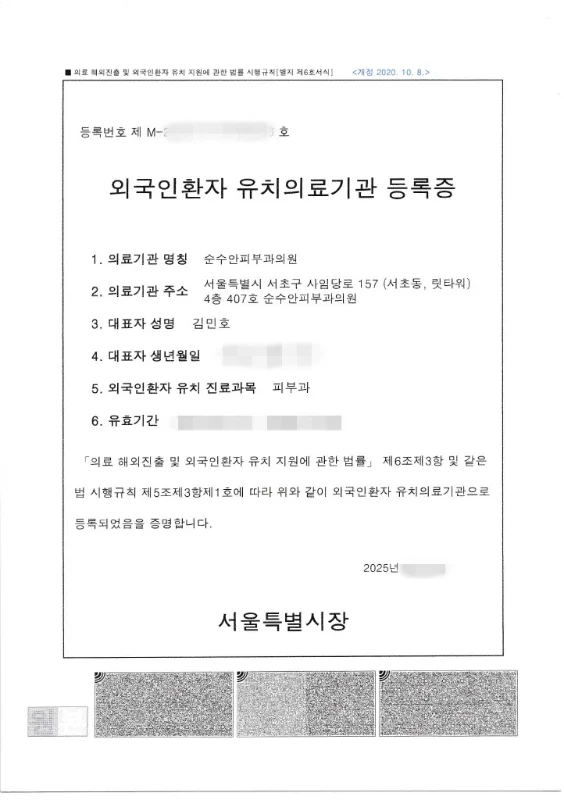 ■ 의료 해외진출 및 외국인환자 유치 지원에 관한 법률 시행규칙[별지 제6호서식] <개정 2020. 10. 8.>
등록번호 제 M-호
외국인환자 유치의료기관 등록증
1. 의료기관 명칭 순수안피부과의원
2. 의료기관 주소 서울특별시 서초구 사임당로 157 (서초동, 릿타워)
4층 407호 순수안피부과의원
3. 대표자 성명 김민호
4. 대표자 생년월일
5. 외국인환자 유치 진료과목 피부과
6. 유효기간
「의료 해외진출 및 외국인환자 유치 지원에 관한 법률」 제6조제3항 및 같은
법 시행규칙 제5조제3항제1호에 따라 위와 같이 외국인환자 유치의료기관으로
등록되었음을 증명합니다.
2025년
서울특별시장